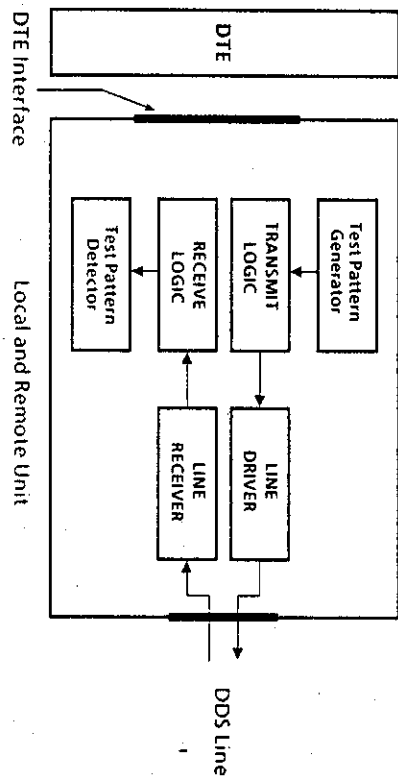 DTE
DTE Interface
Test Pattern
Generator
TRANSMIT
LOGIC
RECEIVE
LOGIC
Test Pattern
Detector
LINE
DRIVER
LINE
RECEIVER
DDS Line
Local and Remote Unit